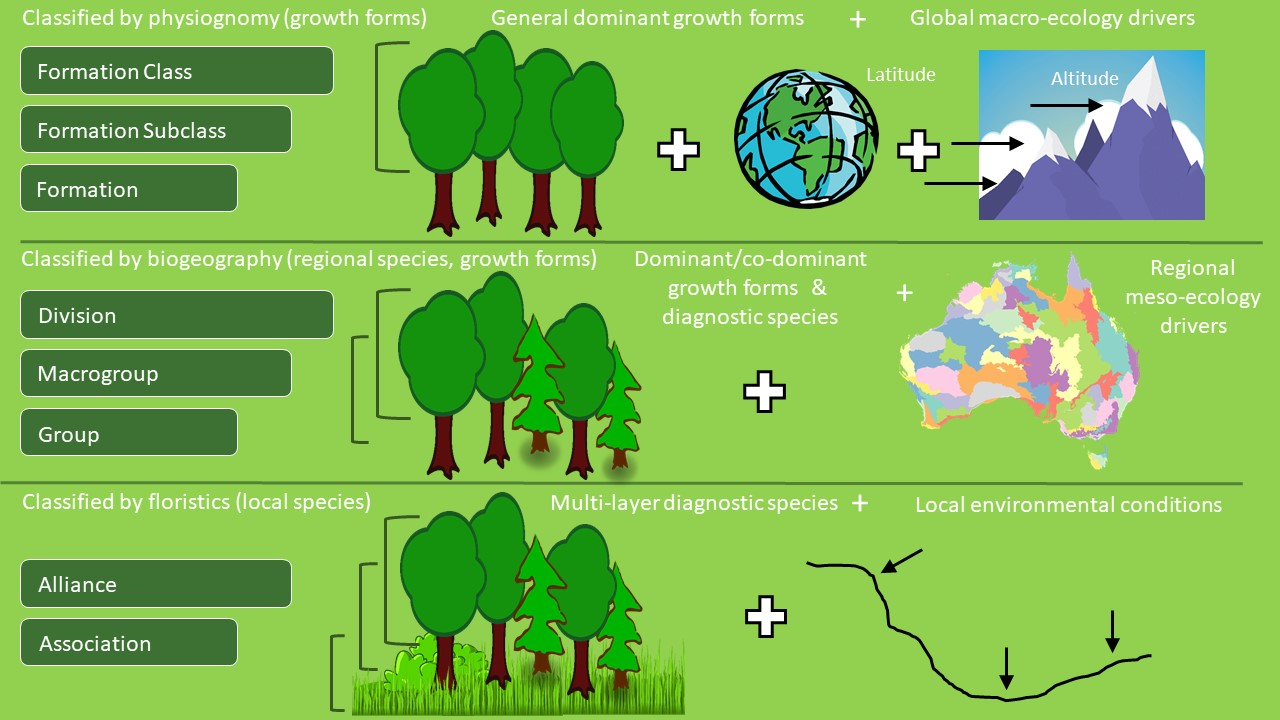 Classified by physiognomy (growth forms)
General dominant growth forms + Global macro-ecology drivers
Formation Class
Formation Subclass
Formation
Latitude
Altitude
Classified by biogeography (regional species, growth forms)
Division
Macrogroup
Group
Dominant/co-dominant
growth forms &
diagnostic species
+
Regional
meso-ecology
drivers
Classified by floristics (local species)
Multi-layer diagnostic species + Local environmental conditions
Alliance
Association